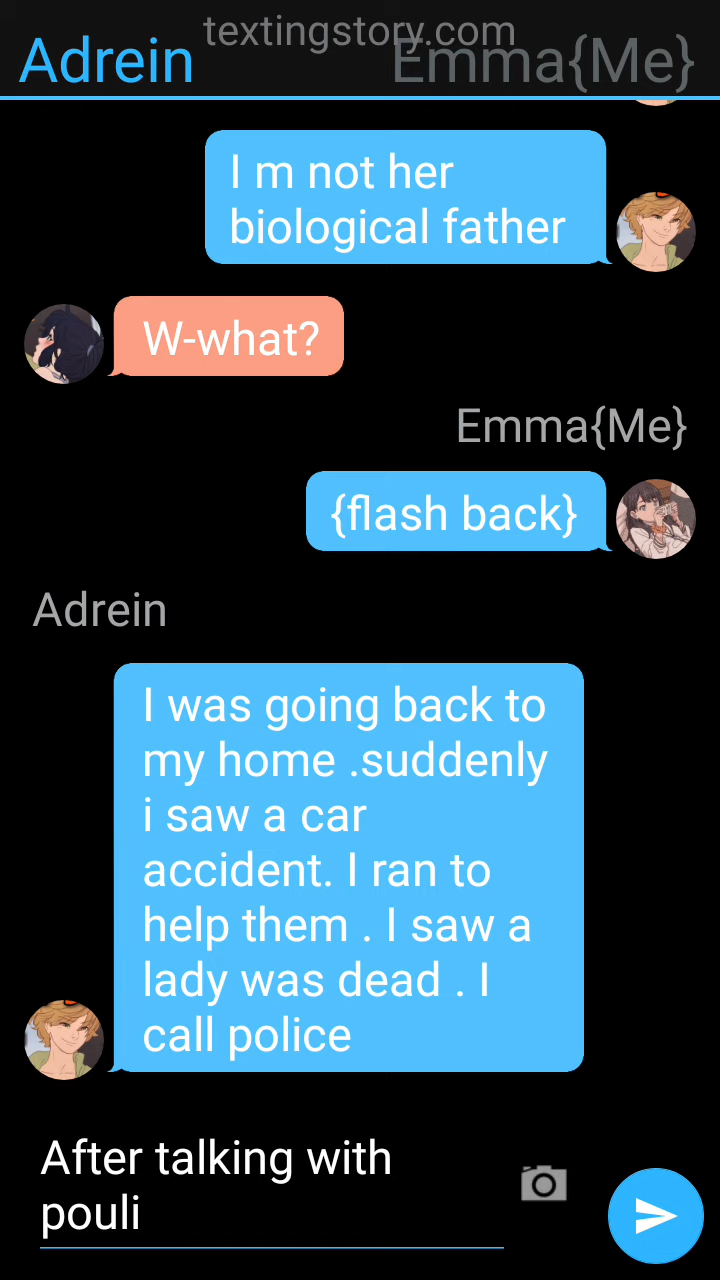 textingstory.com
Adrein
Emma{Me}
I m not her
biological father
W-what?
Emma{Me}
{flash back}
Adrein
I was going back to
my home .suddenly
i saw a car
accident. I ran to
help them . I saw a
lady was dead . I
call police
After talking with
pouli